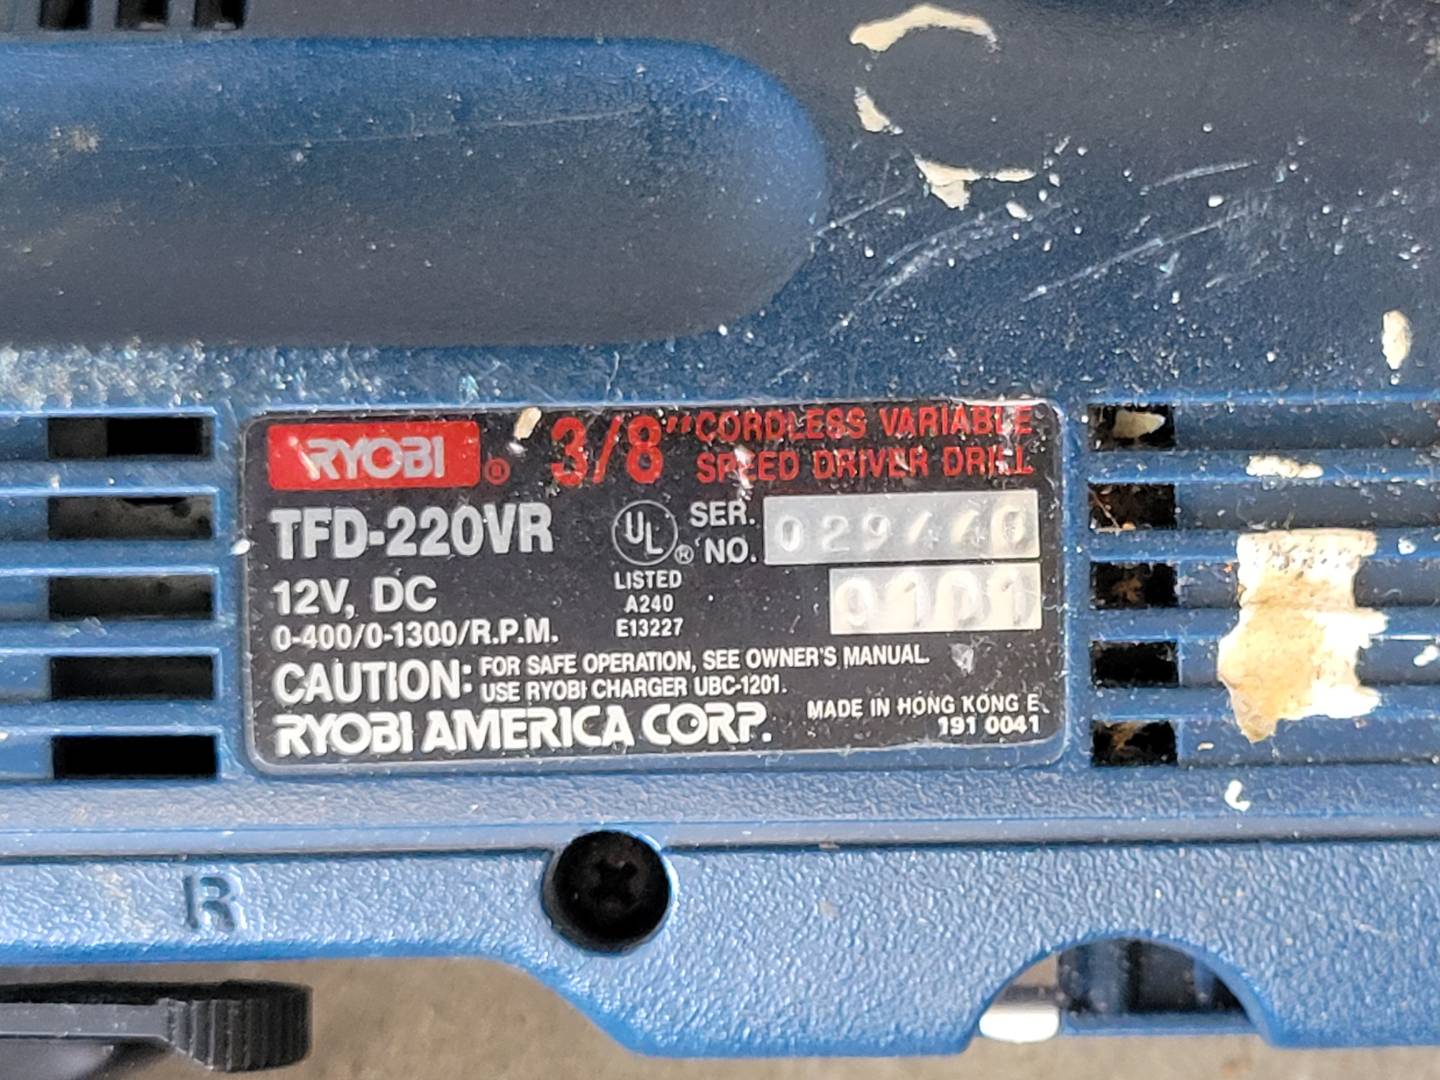 RYOBI® 3/8" CORDLESS VARIABLE
SPEED DRIVER DRILL
TFD-220VR
UL®
SER. NO. 029440
12V, DC
LISTED
A240
E13227
9101
0-400/0-1300/R.P.M.
CAUTION: FOR SAFE OPERATION, SEE OWNER'S MANUAL.
USE RYOBI CHARGER UBC-1201.
RYOBI AMERICA CORP.
MADE IN HONG KONG E
191 0041
R